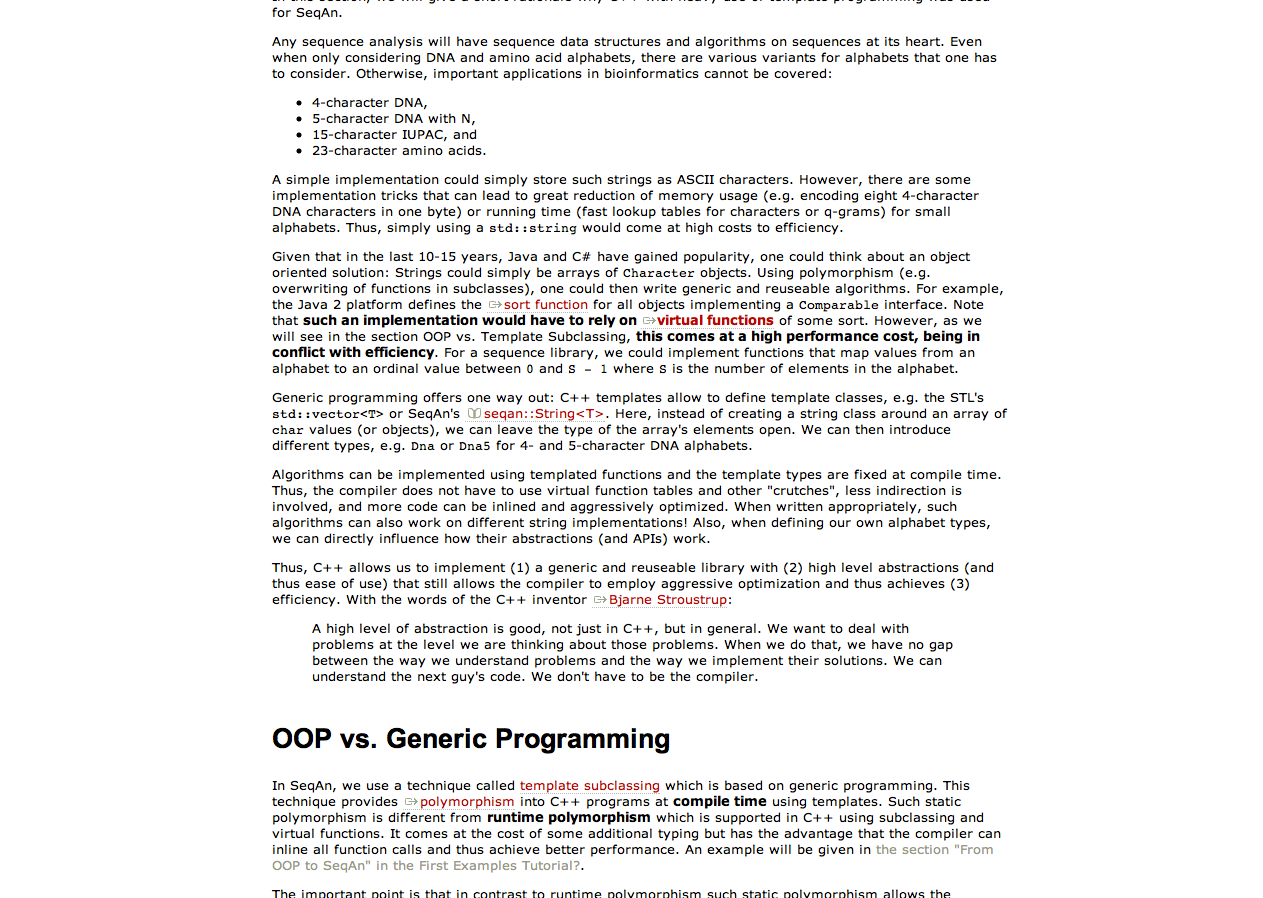 In this section, we will give a short rationale why C++ with heavy use of template programming was used
for SeqAn.
Any sequence analysis will have sequence data structures and algorithms on sequences at its heart. Even
when only considering DNA and amino acid alphabets, there are various variants for alphabets that one has
to consider. Otherwise, important applications in bioinformatics cannot be covered:
• 4-character DNA,
• 5-character DNA with N,
• 15-character IUPAC, and
• 23-character amino acids.
A simple implementation could simply store such strings as ASCII characters. However, there are some
implementation tricks that can lead to great reduction of memory usage (e.g. encoding eight 4-character
DNA characters in one byte) or running time (fast lookup tables for characters or q-grams) for small
alphabets. Thus, simply using a std::string would come at high costs to efficiency.
Given that in the last 10-15 years, Java and C# have gained popularity, one could think about an object
oriented solution: Strings could simply be arrays of Character objects. Using polymorphism (e.g.
overwriting of functions in subclasses), one could then write generic and reuseable algorithms. For example,
the Java 2 platform defines the sort function for all objects implementing a Comparable interface. Note
that such an implementation would have to rely on virtual functions of some sort. However, as we
will see in the section OOP vs. Template Subclassing, this comes at a high performance cost, being in
conflict with efficiency. For a sequence library, we could implement functions that map values from an
alphabet to an ordinal value between 0 and S - 1 where S is the number of elements in the alphabet.
Generic programming offers one way out: C++ templates allow to define template classes, e.g. the STL's
std::vector<T> or SeqAn's seqan::String<T>. Here, instead of creating a string class around an array of
char values (or objects), we can leave the type of the array's elements open. We can then introduce
different types, e.g. Dna or Dna5 for 4- and 5-character DNA alphabets.
Algorithms can be implemented using templated functions and the template types are fixed at compile time.
Thus, the compiler does not have to use virtual function tables and other "crutches", less indirection is
involved, and more code can be inlined and aggressively optimized. When written appropriately, such
algorithms can also work on different string implementations! Also, when defining our own alphabet types,
we can directly influence how their abstractions (and APIs) work.
Thus, C++ allows us to implement (1) a generic and reuseable library with (2) high level abstractions (and
thus ease of use) that still allows the compiler to employ aggressive optimization and thus achieves (3)
efficiency. With the words of the C++ inventor Bjarne Stroustrup:
A high level of abstraction is good, not just in C++, but in general. We want to deal with
problems at the level we are thinking about those problems. When we do that, we have no gap
between the way we understand problems and the way we implement their solutions. We can
understand the next guy's code. We don't have to be the compiler.
OOP vs. Generic Programming
In SeqAn, we use a technique called template subclassing which is based on generic programming. This
technique provides polymorphism into C++ programs at compile time using templates. Such static
polymorphism is different from runtime polymorphism which is supported in C++ using subclassing and
virtual functions. It comes at the cost of some additional typing but has the advantage that the compiler can
inline all function calls and thus achieve better performance. An example will be given in the section "From
OOP to SeqAn" in the First Examples Tutorial?.
The important point is that in contrast to runtime polymorphism such static polymorphism allows the